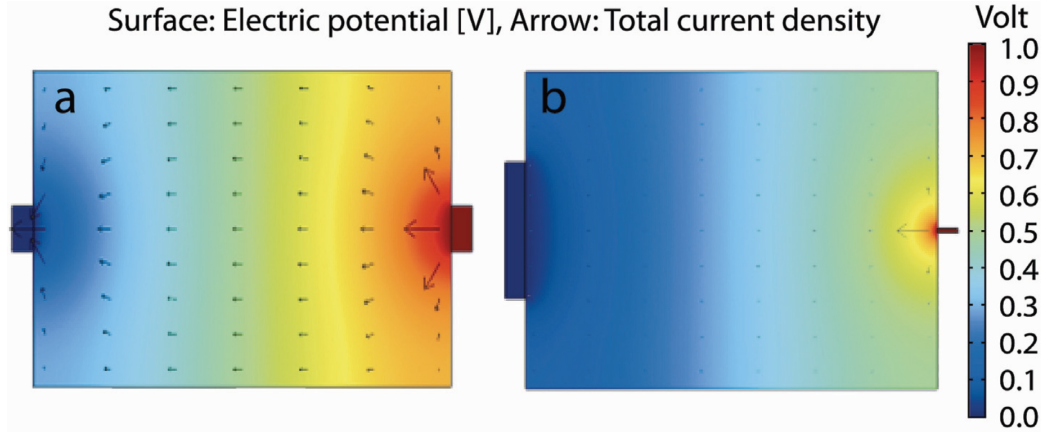 Surface: Electric potential [V], Arrow: Total current density
Volt
a
b
1.0
0.9
0.8
0.7
0.6
0.5
0.4
0.3
0.2
0.1
0.0